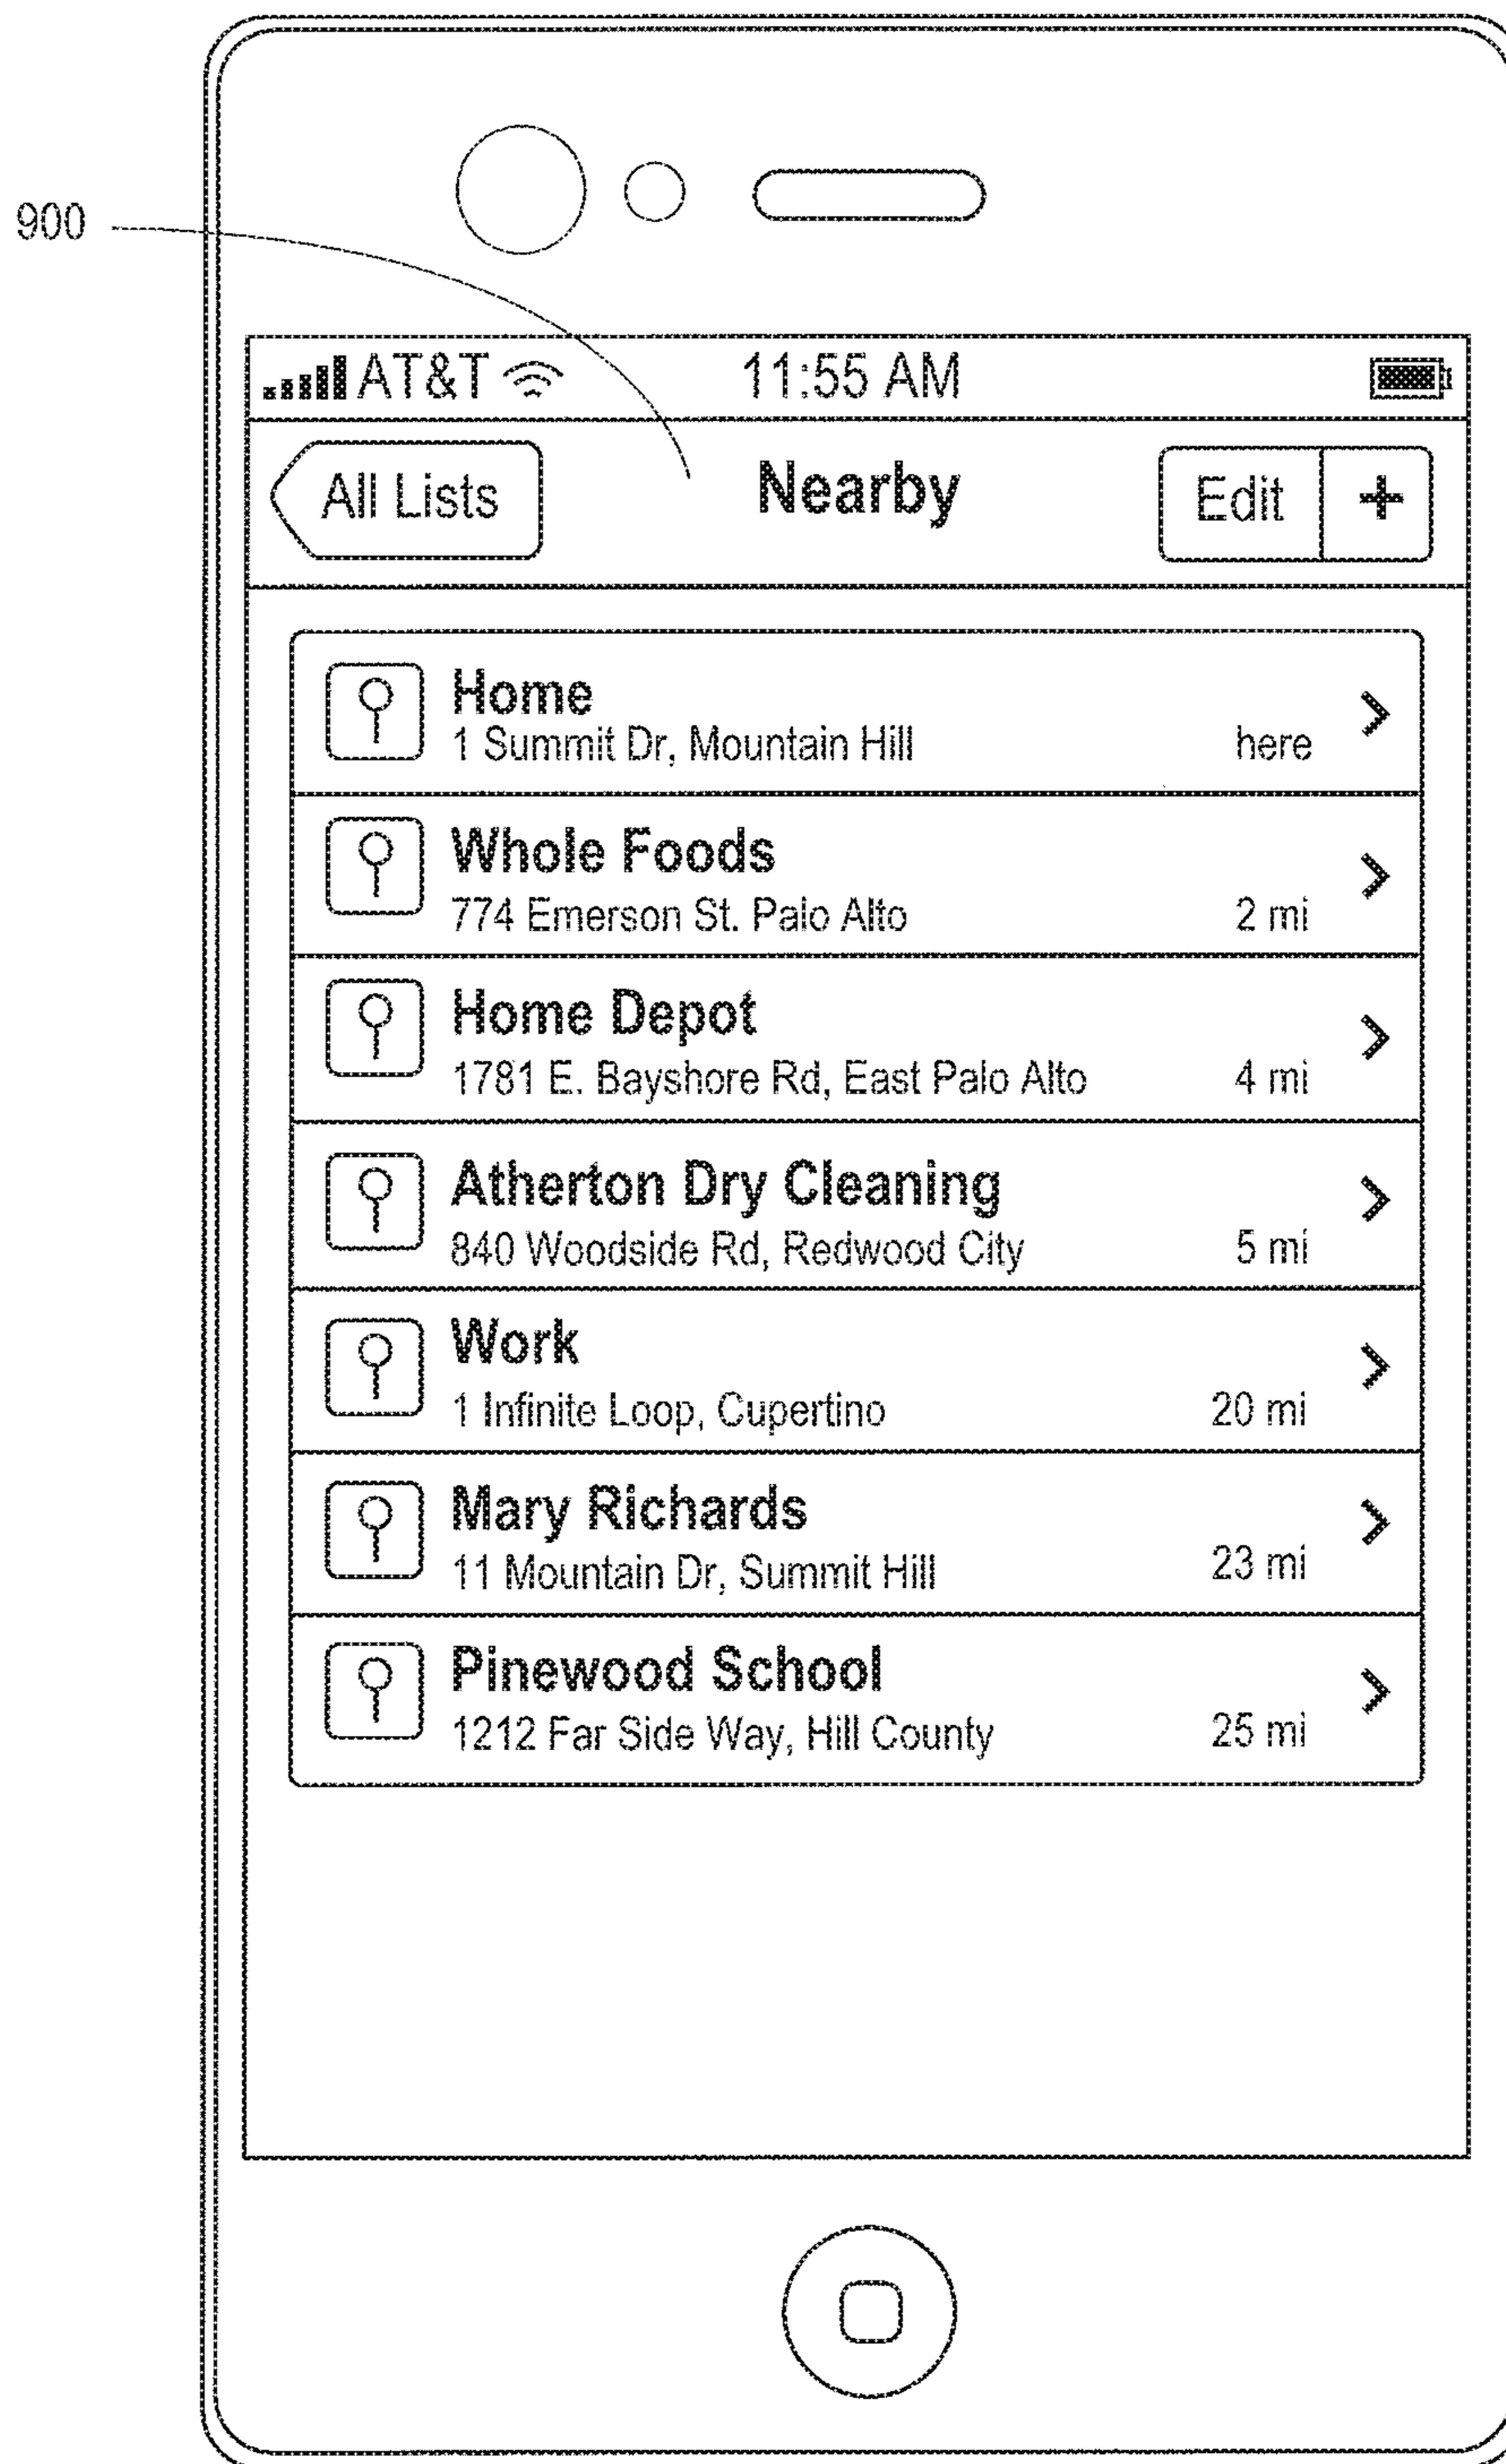 900
AT&T 11:55 AM
All Lists Nearby Edit +
Home
1 Summit Dr, Mountain Hill here
Whole Foods
774 Emerson St. Palo Alto 2 mi
Home Depot
1781 E. Bayshore Rd, East Palo Alto 4 mi
Atherton Dry Cleaning
840 Woodside Rd, Redwood City 5 mi
Work
1 Infinite Loop, Cupertino 20 mi
Mary Richards
11 Mountain Dr, Summit Hill 23 mi
Pinewood School
1212 Far Side Way, Hill County 25 mi